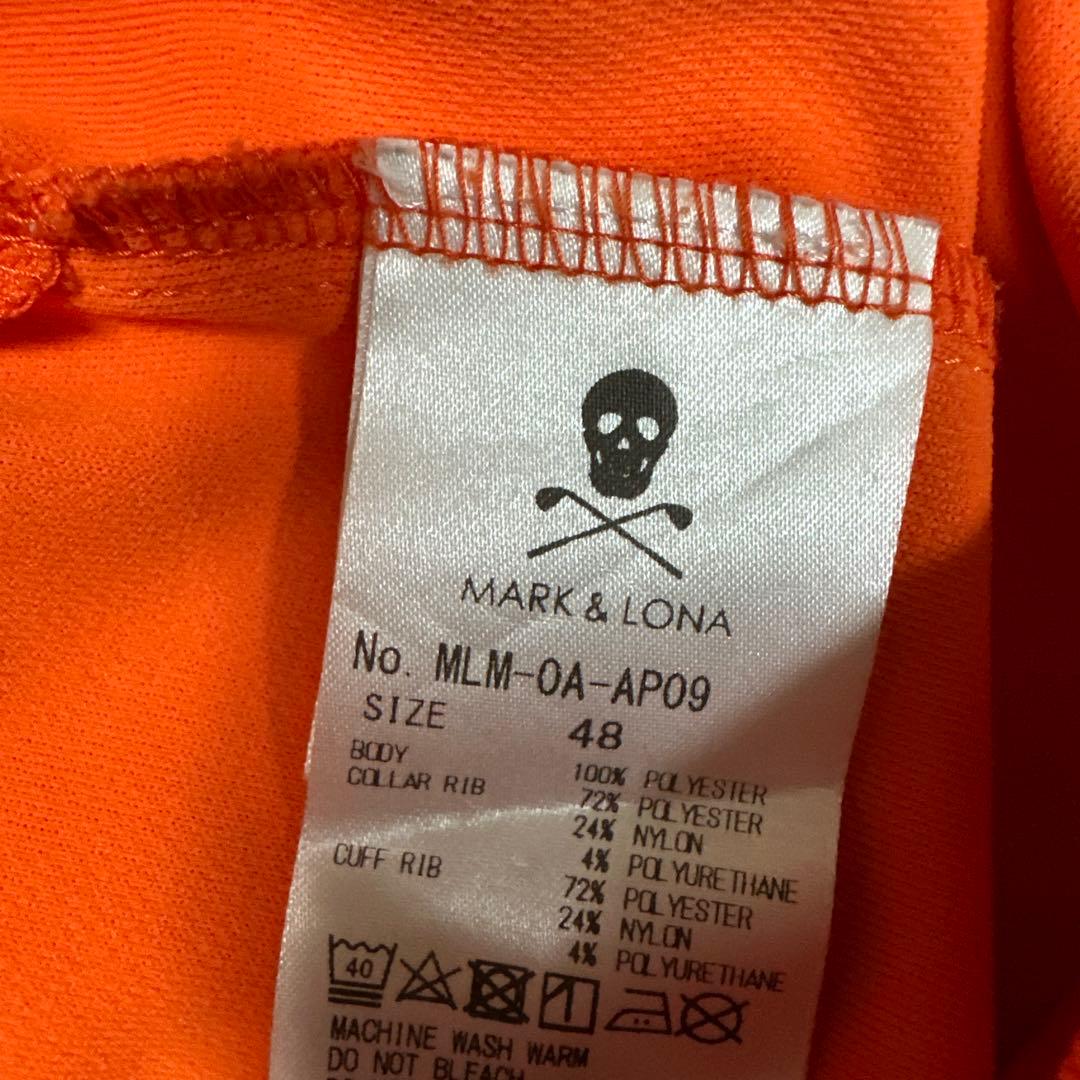 MARK & LONA
No. MLM-0A-AP09
SIZE 48
BODY 100% POLYESTER
COLLAR RIB 72% POLYESTER
24% NYLON
4% POLYURETHANE
CUFF RIB 72% POLYESTER
24% NYLON
4% POLYURETHANE
40
MACHINE WASH WARM
DO NOT BLEACH